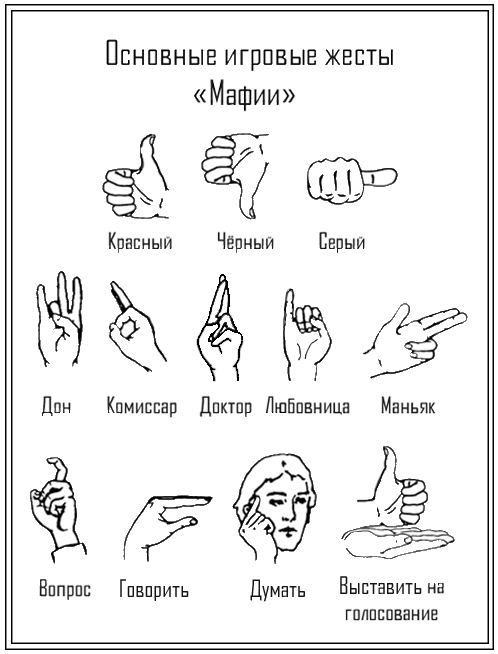 Основные игровые жесты
«Мафии»
Красный Чёрный Серый
Дон Комиссар Доктор Любовница Маньяк
Вопрос Говорить Думать Выставить на
голосование